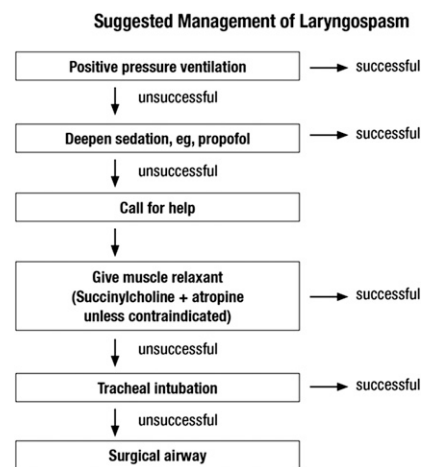 Suggested Management of Laryngospasm
Positive pressure ventilation
successful
unsuccessful
Deepen sedation, eg, propofol
successful
unsuccessful
Call for help
Give muscle relaxant
(Succinylcholine + atropine
unless contraindicated)
successful
unsuccessful
Tracheal intubation
successful
unsuccessful
Surgical airway